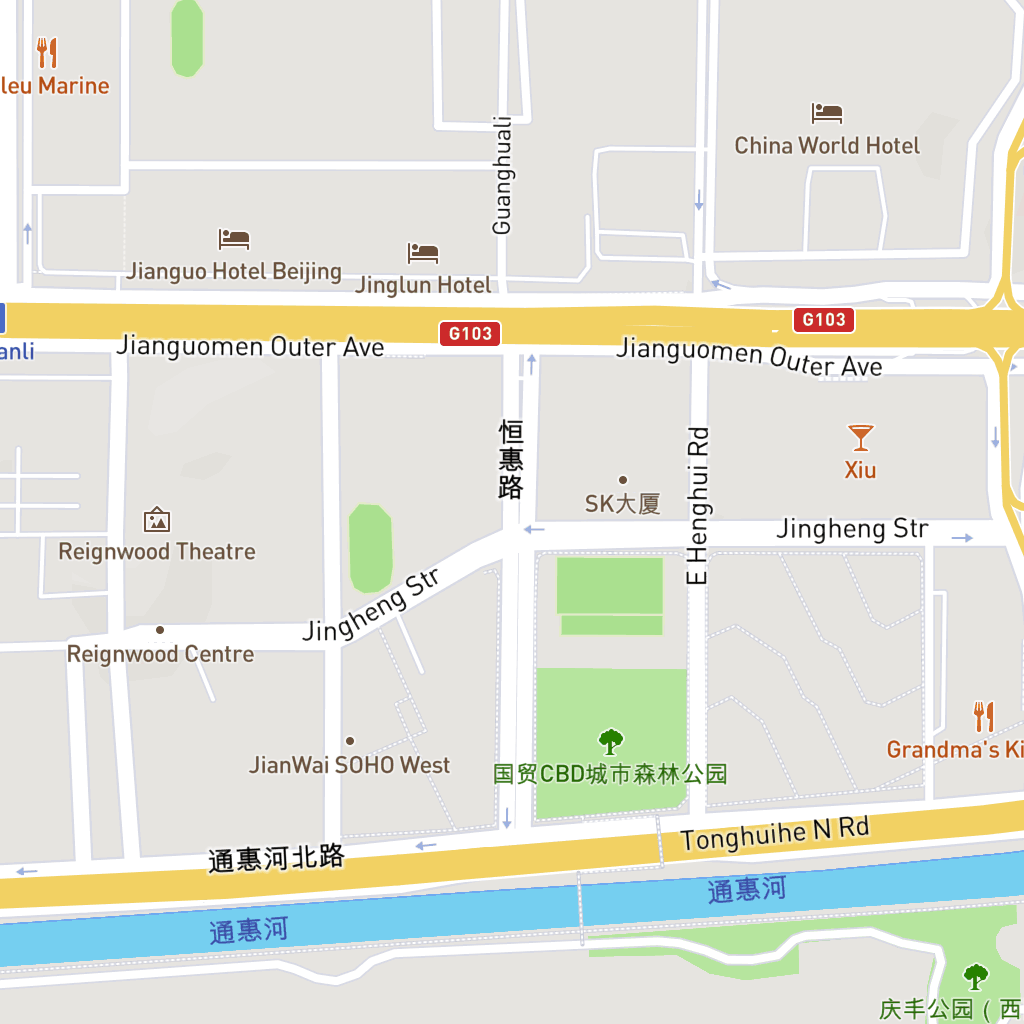 leu Marine
China World Hotel
Guanghuali
Jianguo Hotel Beijing
Jinglun Hotel
G103
G103
anli
Jianguomen Outer Ave
Jianguomen Outer Ave
恒惠路
E Henghui Rd
Xiu
SK大厦
Jingheng Str
Reignwood Theatre
Jingheng Str
Reignwood Centre
Grandma's Ki
JianWai SOHO West
国贸CBD城市森林公园
Tonghuihe N Rd
通惠河北路
通惠河
通惠河
庆丰公园（西